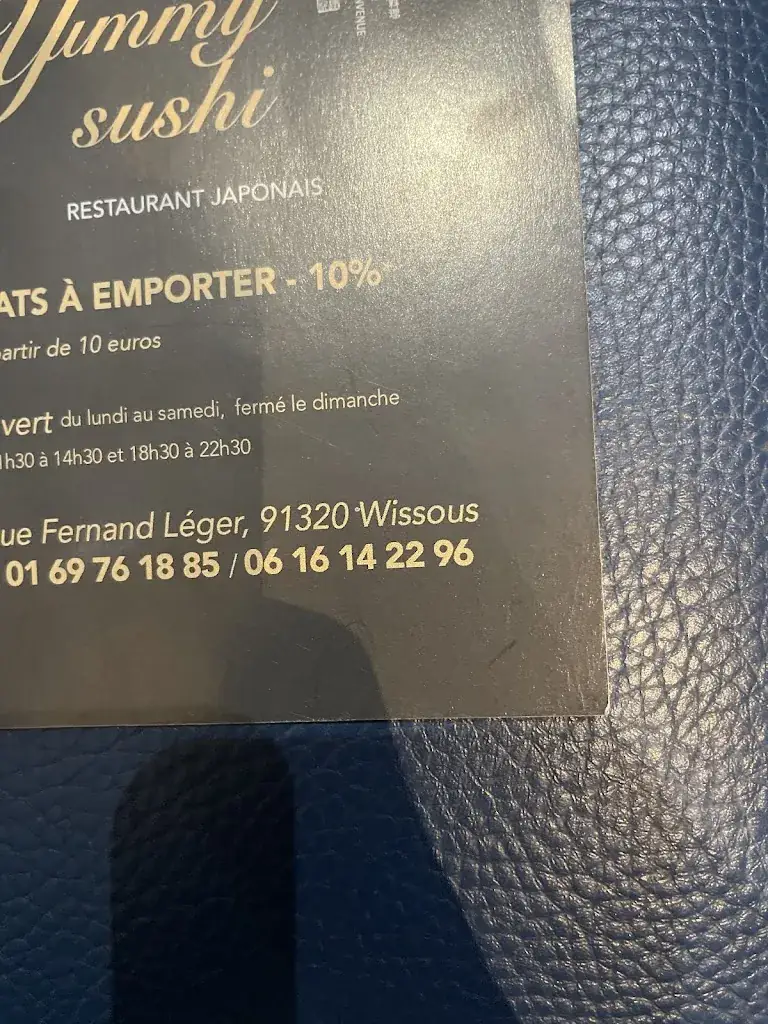 Yummy
sushi
RESTAURANT JAPONAIS
ATS À EMPORTER - 10%*
partir de 10 euros
vert du lundi au samedi, fermé le dimanche
1h30 à 14h30 et 18h30 à 22h30
ue Fernand Léger, 91320 Wissous
01 69 76 18 85 / 06 16 14 22 96